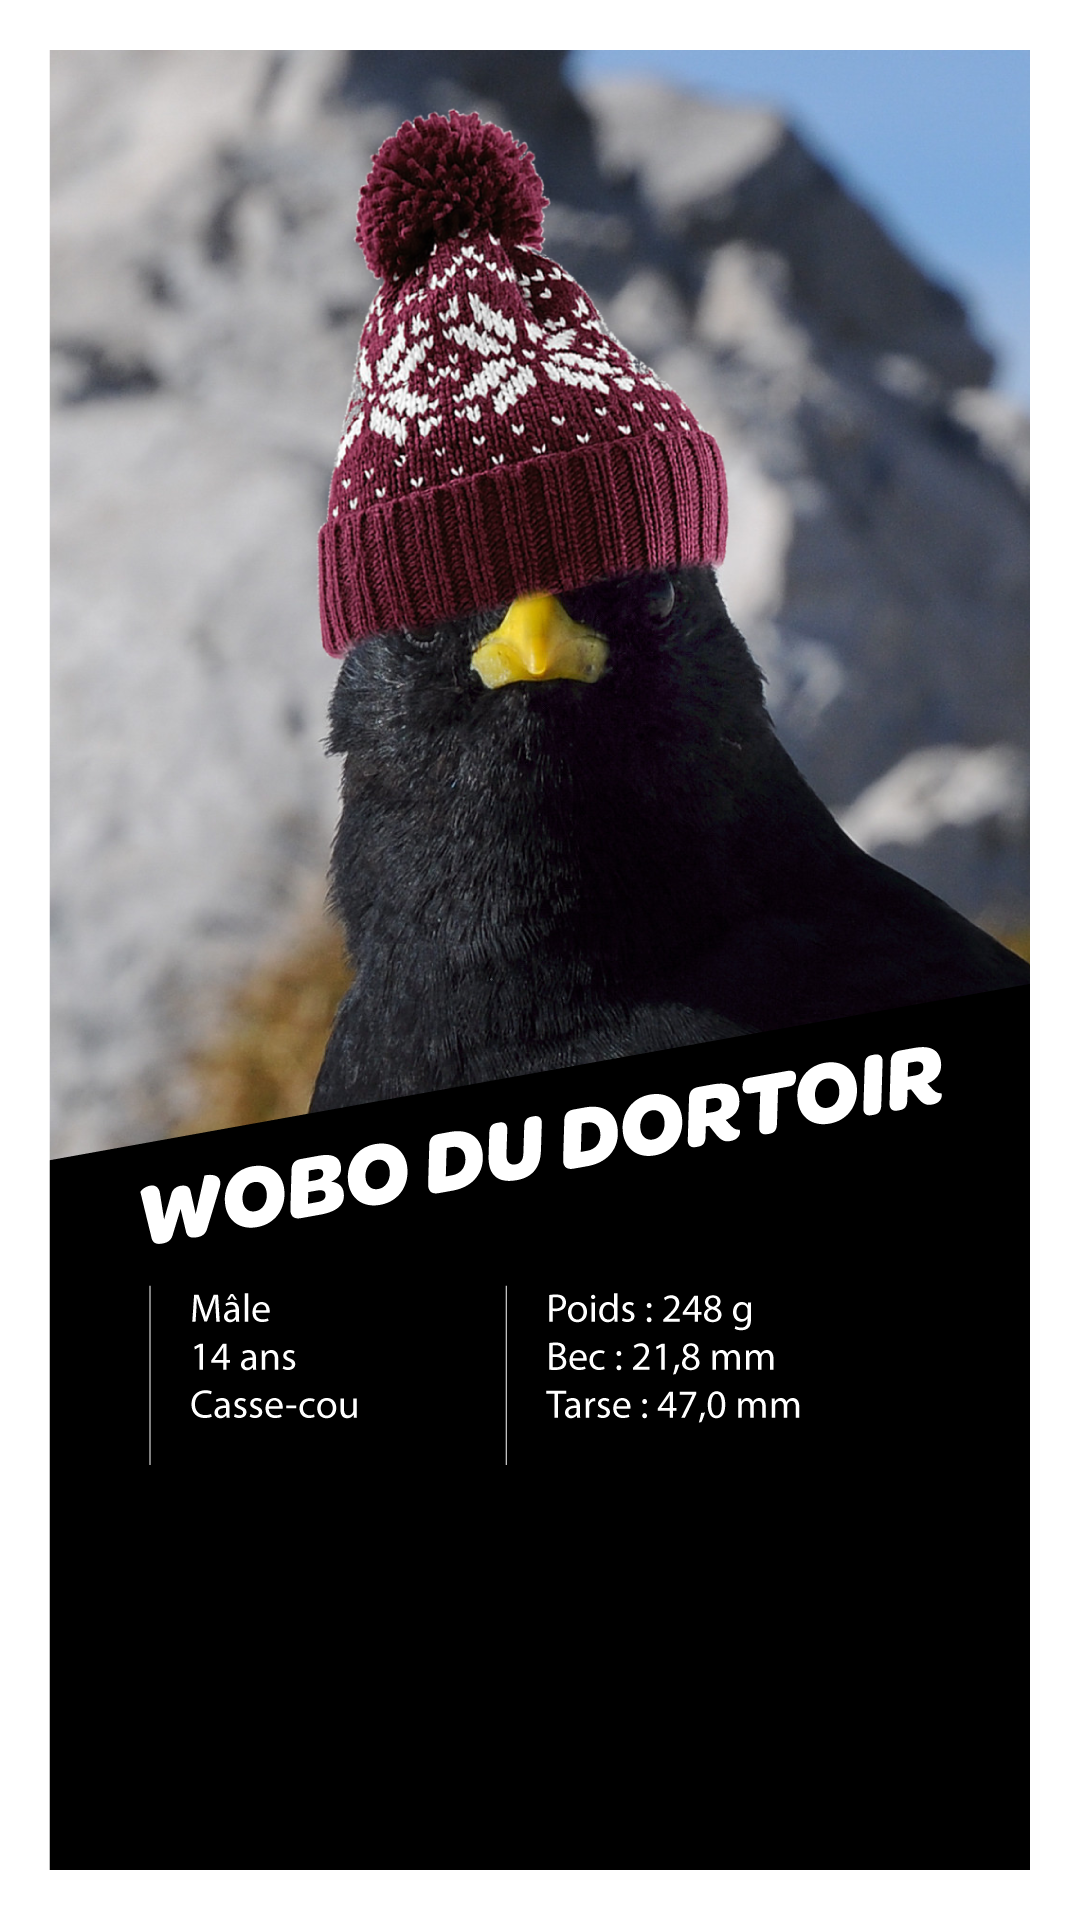 WOBO DU DORTOIR
Mâle
14 ans
Casse-cou
Poids : 248 g
Bec : 21,8 mm
Tarse : 47,0 mm